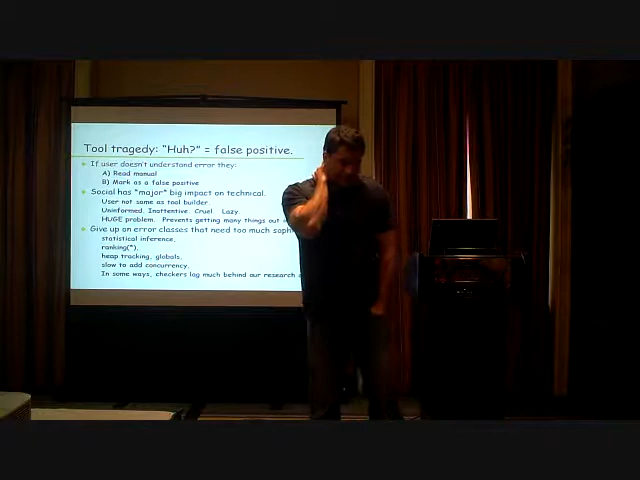 Tool tragedy: "Huh?" = false positive.
If user doesn't understand error they:
A) Read manual
B) Mark as a false positive
Social has *major* big impact on technical.
User not same as tool builder.
Uninformed. Inattentive. Cruel. Lazy.
HUGE problem. Prevents getting many things out
Give up on error classes that need too much
statistical inference,
ranking(*),
heap tracking, globals,
slow to add concurrency,
In some ways, checkers lag much behind our research